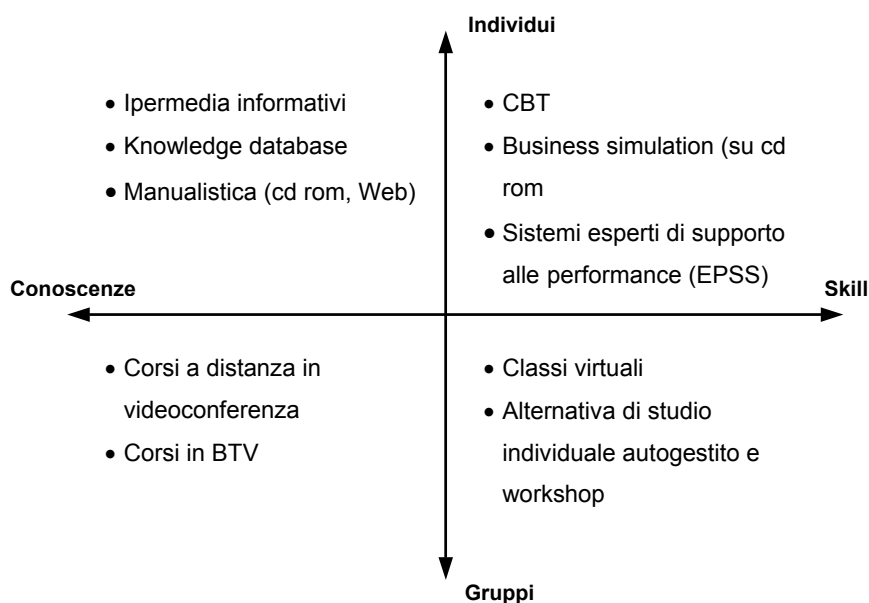 Individui
• Ipermedia informativi
• Knowledge database
• Manualistica (cd rom, Web)
• CBT
• Business simulation (su cd
rom
• Sistemi esperti di supporto
alle performance (EPSS)
Conoscenze
Skill
• Corsi a distanza in
videoconferenza
• Corsi in BTV
• Classi virtuali
• Alternativa di studio
individuale autogestito e
workshop
Gruppi